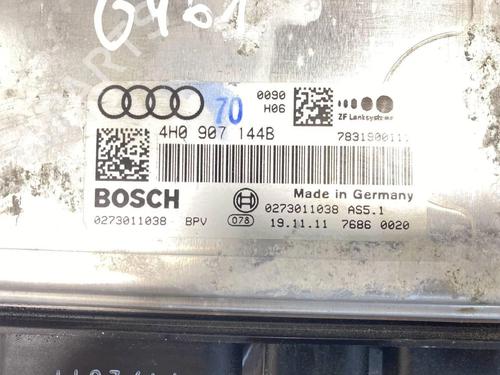 70
0090
H06
ZF Lenksysteme
4H0 907 144B
7831900111
BOSCH
Made in Germany
0273011038 BPV
078
0273011038 AS5.1
19.11.11 7686 0020